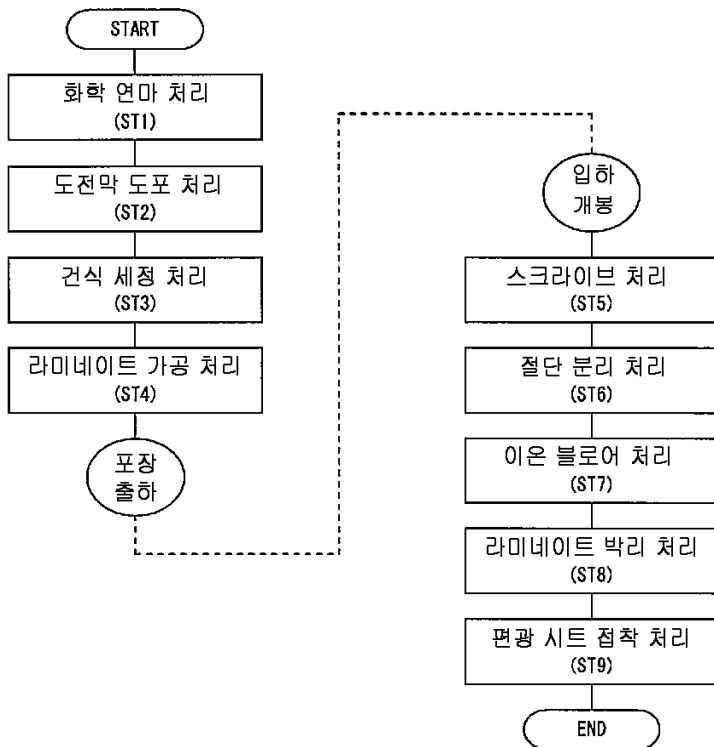 START
화학 연마 처리
(ST1)
도전막 도포 처리
(ST2)
건식 세정 처리
(ST3)
라미네이트 가공 처리
(ST4)
포장
출하
입하
개봉
스크라이브 처리
(ST5)
절단 분리 처리
(ST6)
이온 블로어 처리
(ST7)
라미네이트 박리 처리
(ST8)
편광 시트 접착 처리
(ST9)
END